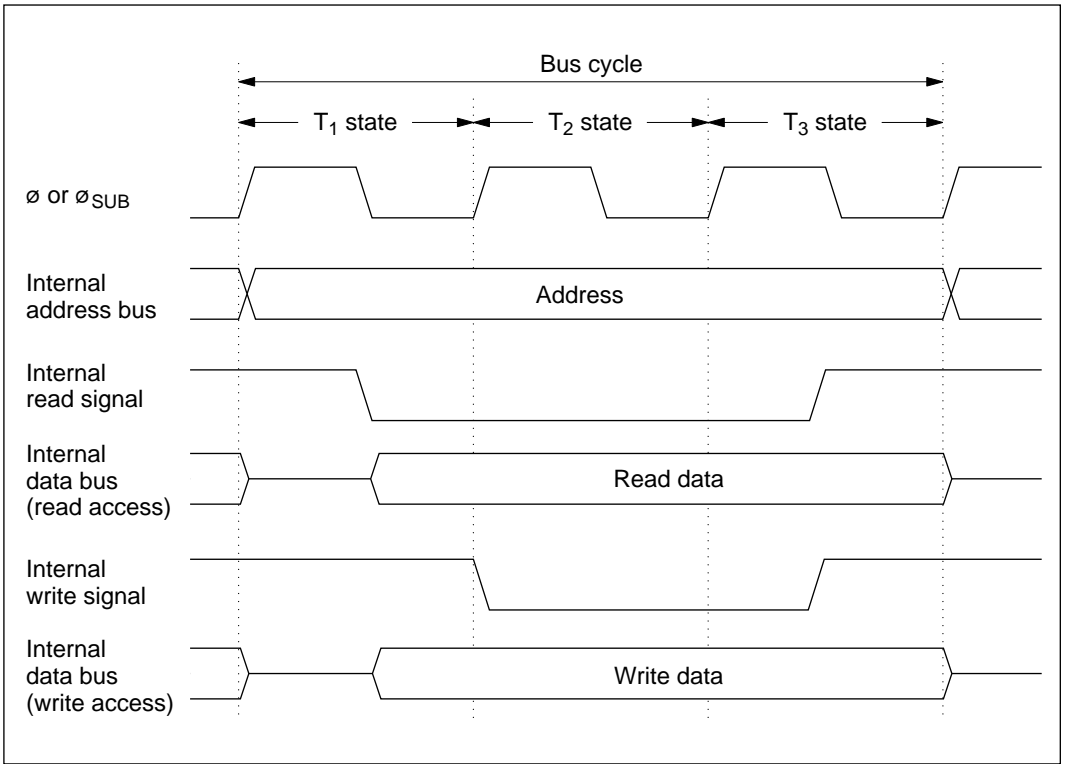 Bus cycle
T1 state
T2 state
T3 state
ø or øSUB
Internal
address bus
Address
Internal
read signal
Internal
data bus
(read access)
Read data
Internal
write signal
Internal
data bus
(write access)
Write data